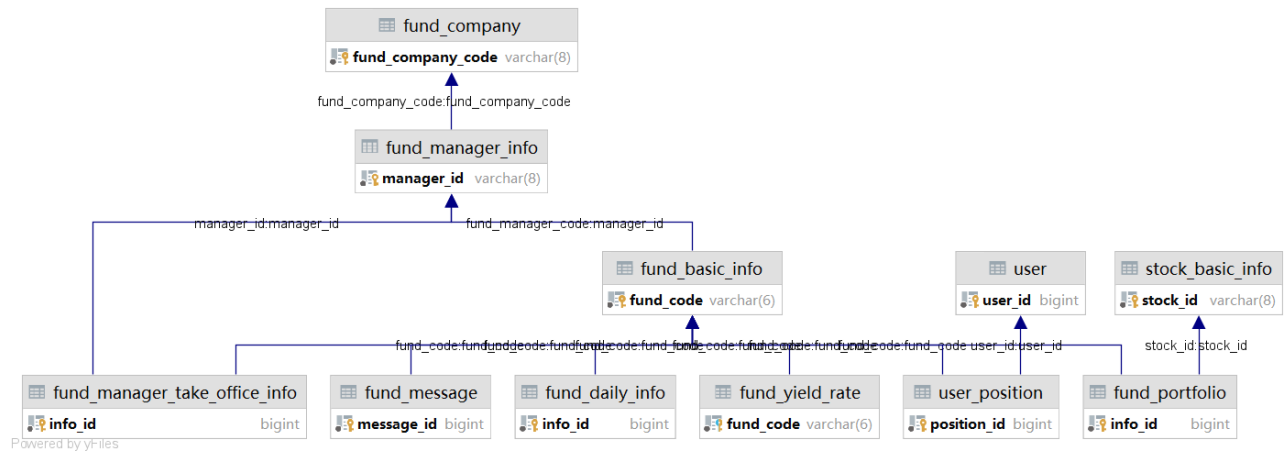 fund_company
fund_company_code varchar(8)
fund_company_code:fund_company_code
fund_manager_info
manager_id varchar(8)
manager_id:manager_id
fund_manager_code:manager_id
fund_basic_info
fund_code varchar(6)
user
user_id bigint
stock_basic_info
stock_id varchar(8)
fund_code:fund_code
user_id:user_id
stock_id:stock_id
fund_manager_take_office_info
info_id bigint
fund_message
message_id bigint
fund_daily_info
info_id bigint
fund_yield_rate
fund_code varchar(6)
user_position
position_id bigint
fund_portfolio
info_id bigint
Powered by yFiles